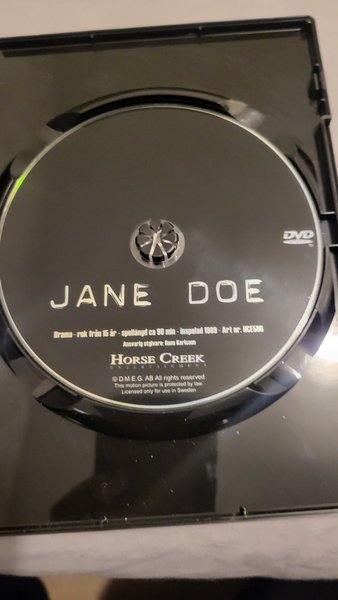 DVD
JANE DOE
Drama - rek från 15 år - speltid ca 90 min - Inspelad 1999 - Art nr. HCE506
Ansvarig utgivare: Hans Karlsson
HORSE CREEK
ENTERTAINMENT
© D.M.E.G. AB All rights reserved
This motion picture is protected by law
Licensed only for use in Sweden